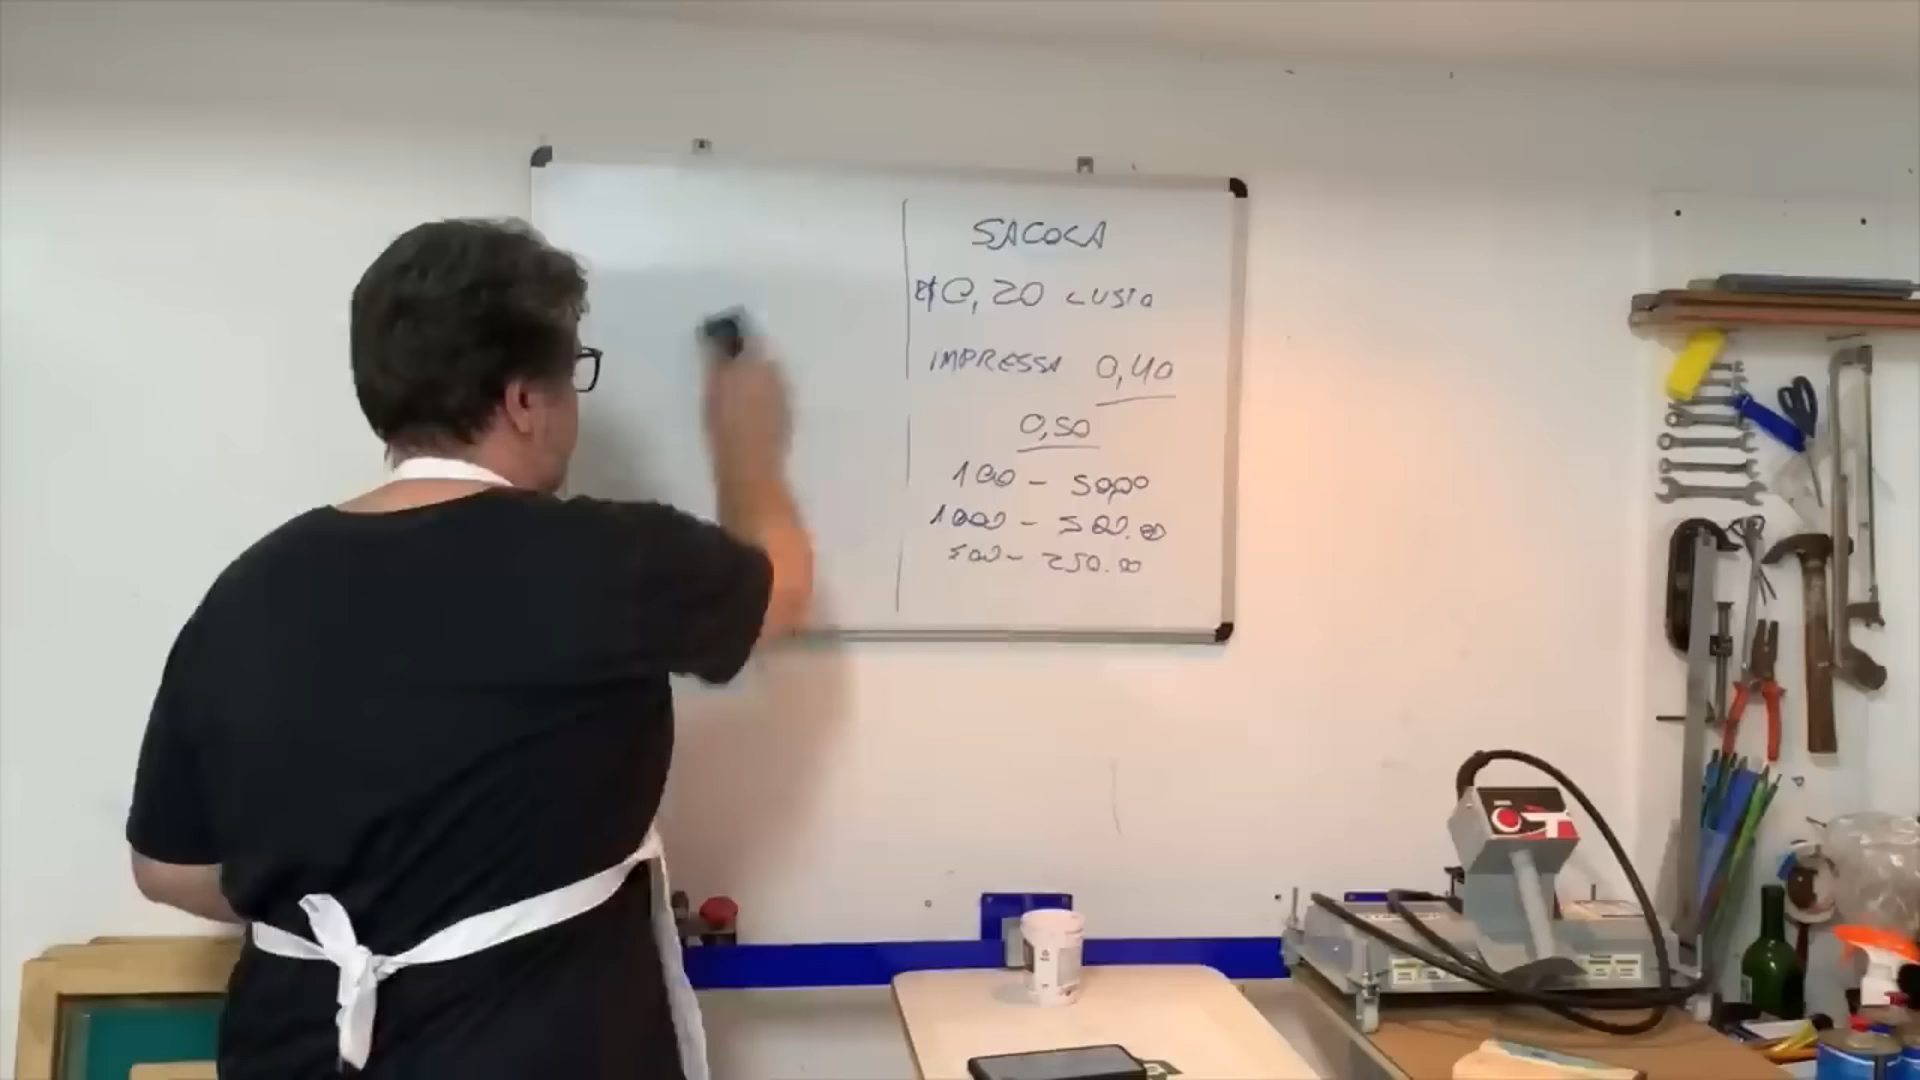 SACOLA
R$0,20 CUSTO
IMPRESSA 0,40
0,50
100 - 50,00
1000 - 500.00
500 - 250.00